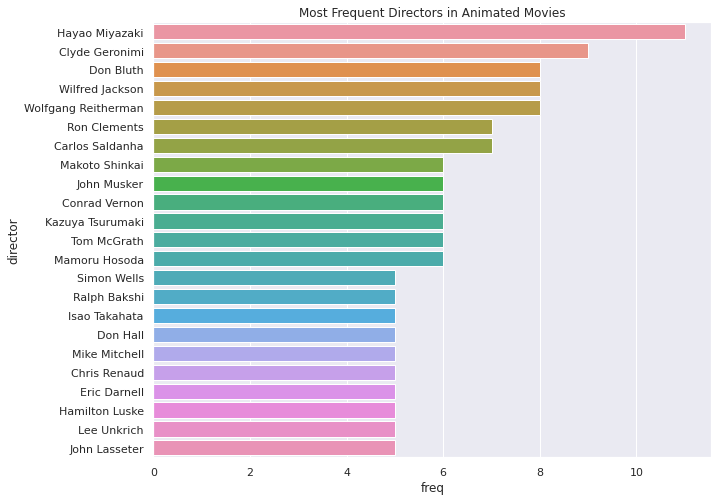 Most Frequent Directors in Animated Movies
Hayao Miyazaki
Clyde Geronimi
Don Bluth
Wilfred Jackson
Wolfgang Reitherman
Ron Clements
Carlos Saldanha
Makoto Shinkai
John Musker
Conrad Vernon
Kazuya Tsurumaki
Tom McGrath
Mamoru Hosoda
Simon Wells
Ralph Bakshi
Isao Takahata
Don Hall
Mike Mitchell
Chris Renaud
Eric Darnell
Hamilton Luske
Lee Unkrich
John Lasseter
director
0 2 4 6 8 10
freq